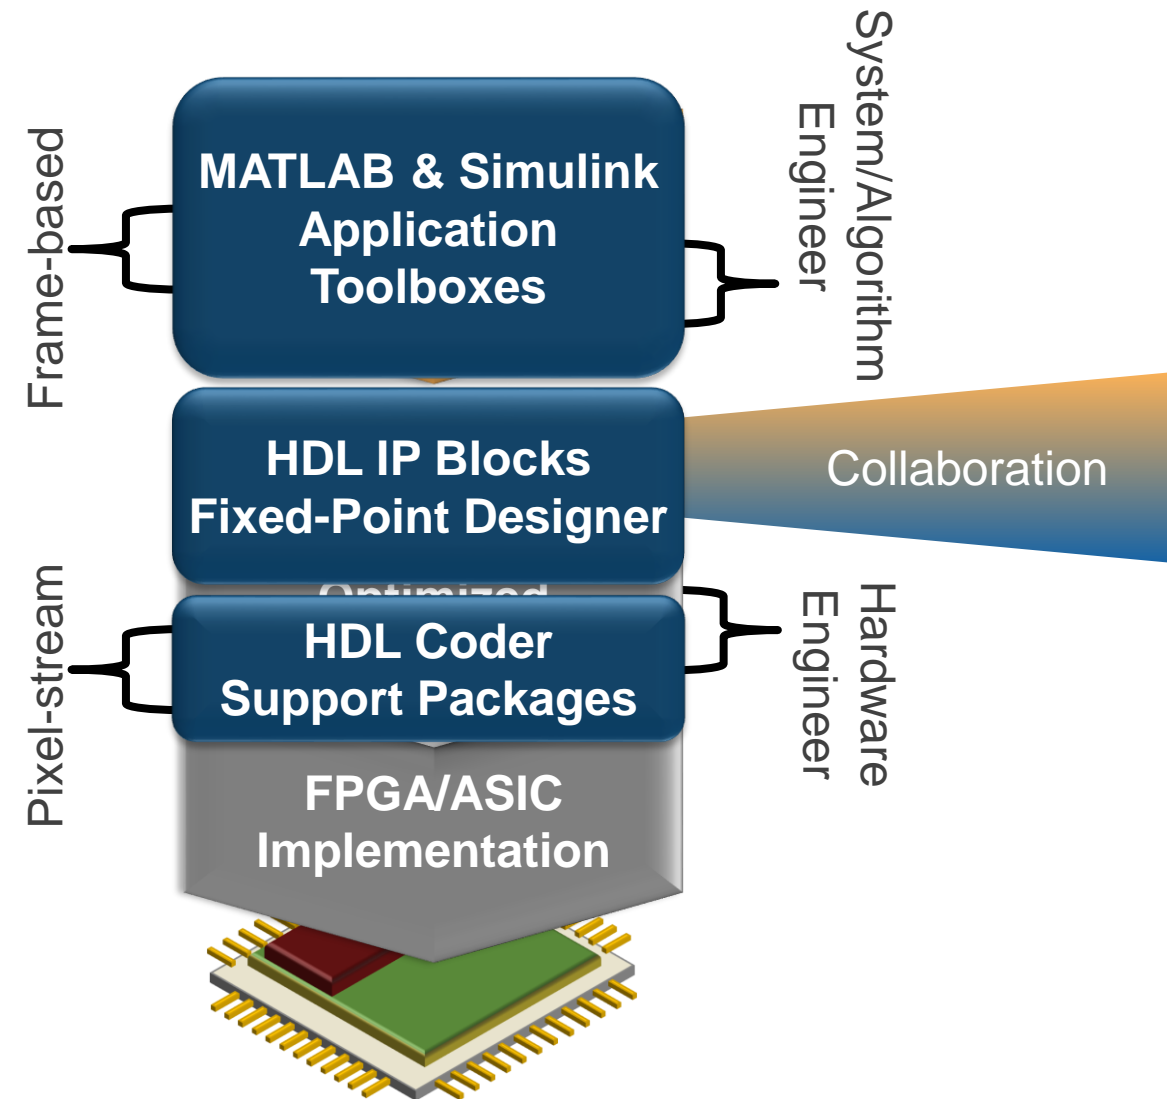 Frame-based
MATLAB & Simulink
Application
Toolboxes
System/Algorithm
Engineer
HDL IP Blocks
Fixed-Point Designer
Collaboration
Optimized
Pixel-stream
HDL Coder
Support Packages
Hardware
Engineer
FPGA/ASIC
Implementation